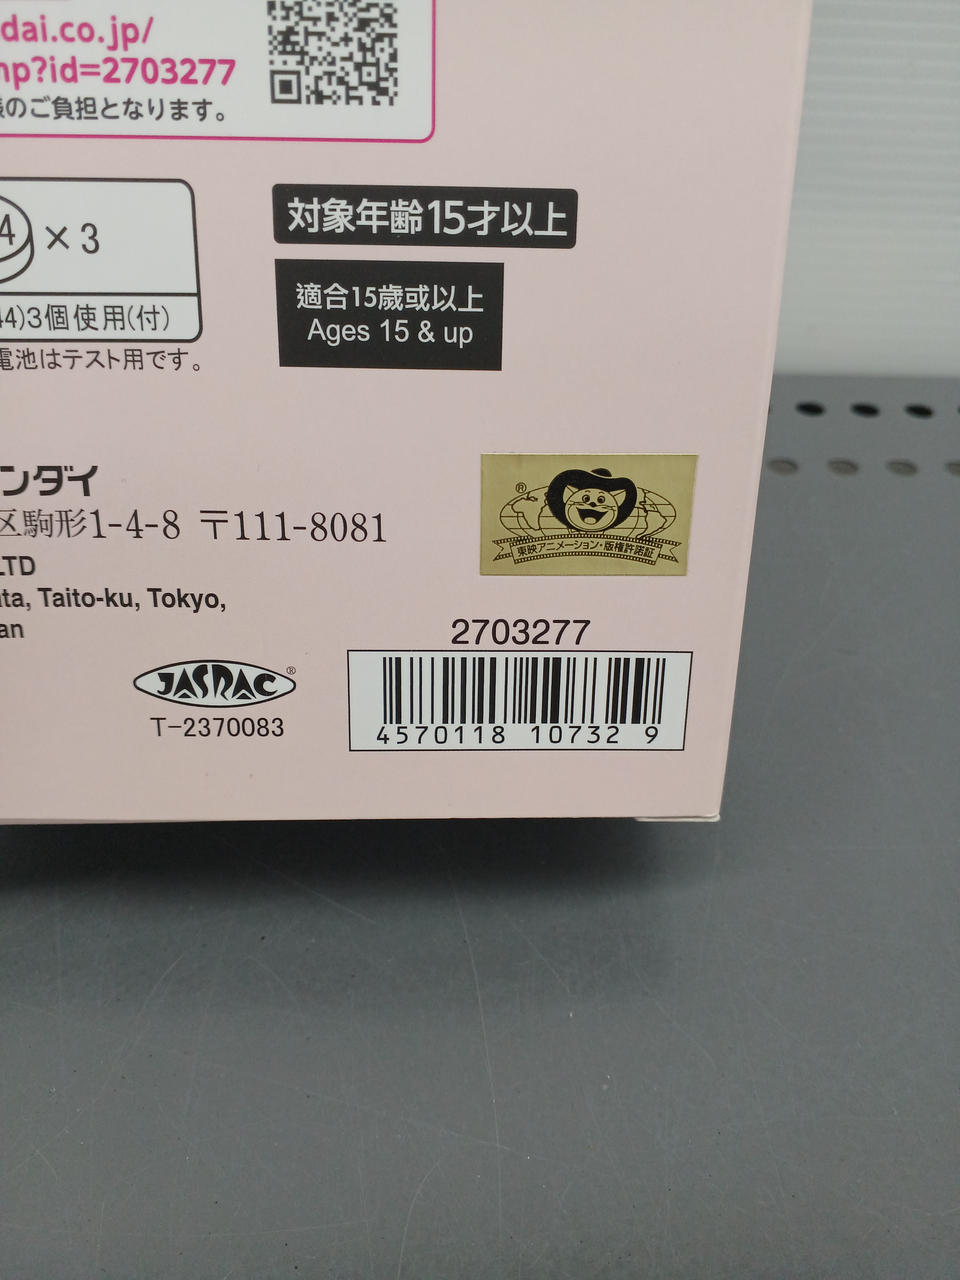 dai.co.jp/
np?id=2703277
様のご負担となります。
4 × 3
44)3個使用(付)
電池はテスト用です。
対象年齢15才以上
適合15歳或以上
Ages 15 & up
ンダイ
区駒形1-4-8 〒111-8081
LTD
ata, Taito-ku, Tokyo,
an
®
東映アニメーション・版権許諾証
2703277
4570118 10732 9
JASRAC®
T-2370083